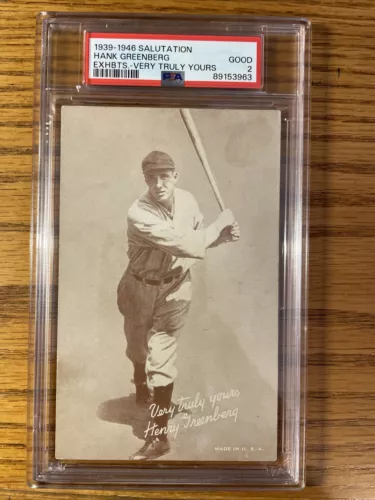 1939-1946 SALUTATION
HANK GREENBERG GOOD
EXHBTS.-VERY TRULY YOURS 2
PSA 89153963
Very truly yours
Henry Greenberg
MADE IN U. S. A.